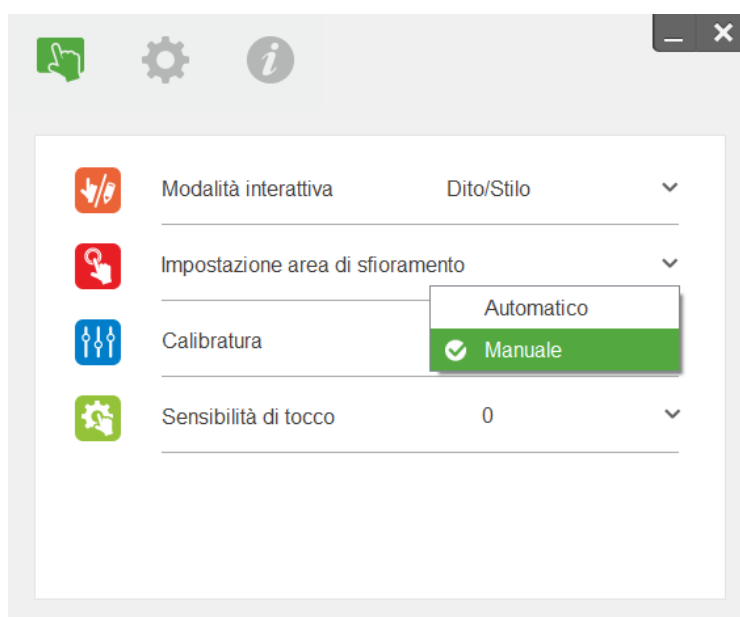 Modalità interattiva Dito/Stilo
Impostazione area di sfioramento
Automatico
Calibratura
Manuale
Sensibilità di tocco 0